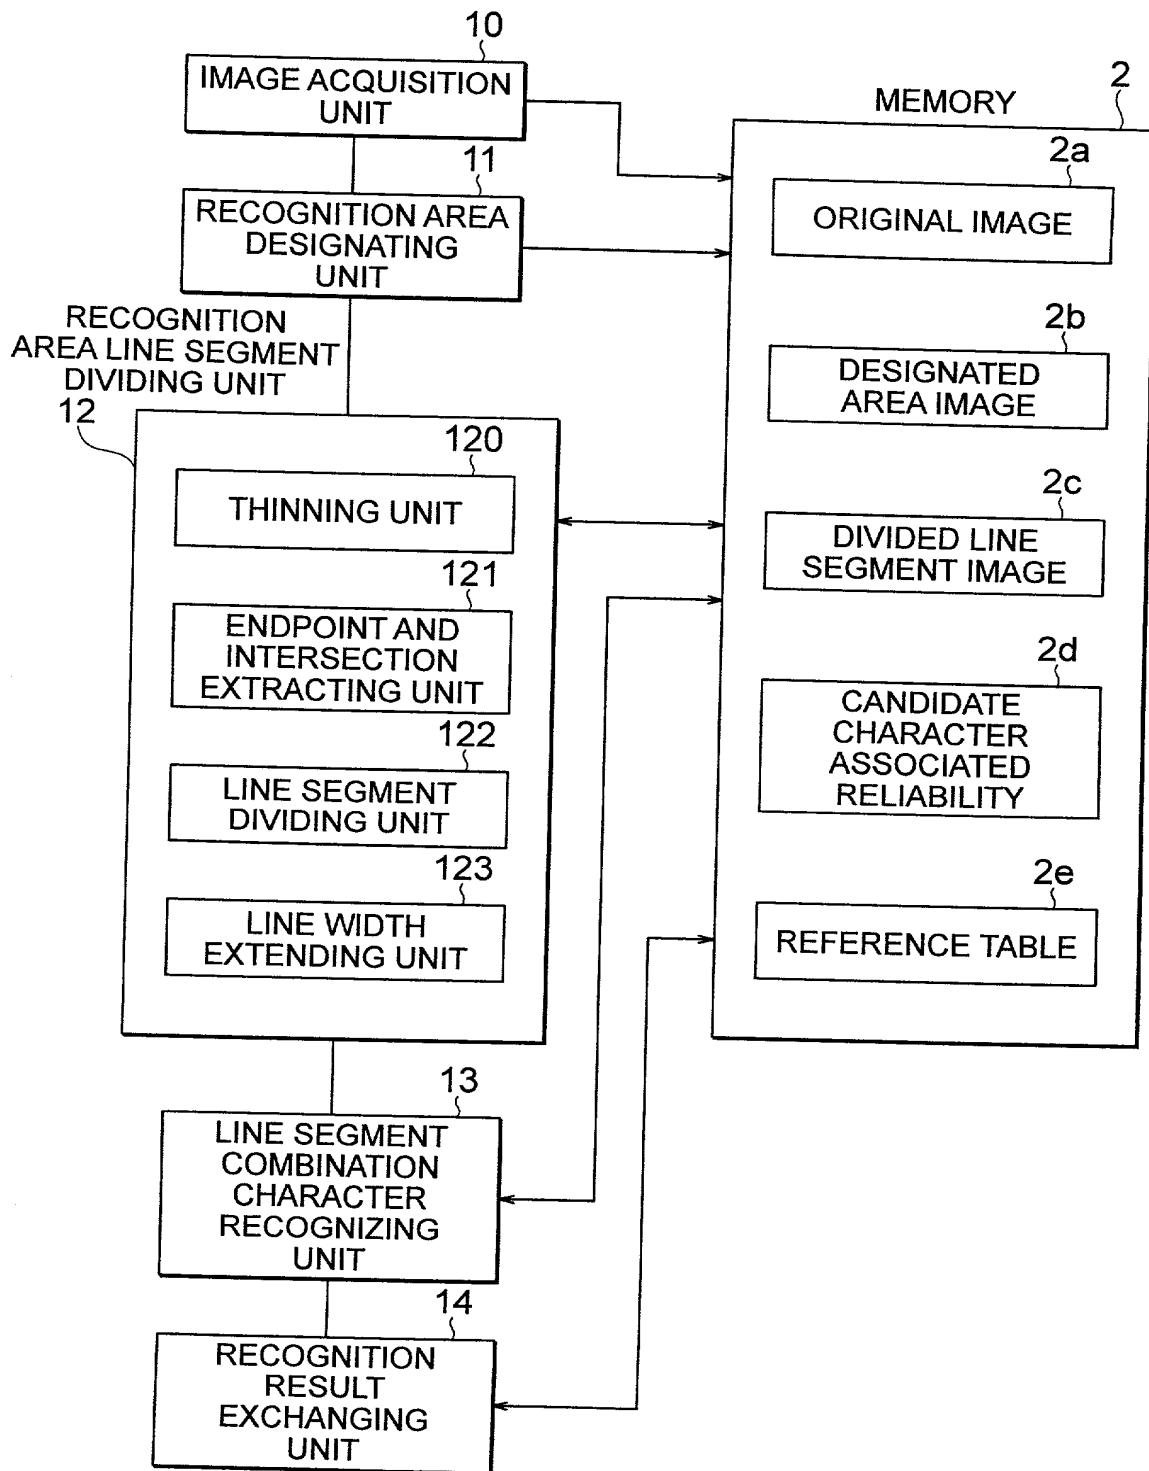 10
IMAGE ACQUISITION
UNIT
11
RECOGNITION AREA
DESIGNATING
UNIT
RECOGNITION
AREA LINE SEGMENT
DIVIDING UNIT
12
120
THINNING UNIT
121
ENDPOINT AND
INTERSECTION
EXTRACTING UNIT
122
LINE SEGMENT
DIVIDING UNIT
123
LINE WIDTH
EXTENDING UNIT
13
LINE SEGMENT
COMBINATION
CHARACTER
RECOGNIZING
UNIT
14
RECOGNITION
RESULT
EXCHANGING
UNIT
2
MEMORY
2a
ORIGINAL IMAGE
2b
DESIGNATED
AREA IMAGE
2c
DIVIDED LINE
SEGMENT IMAGE
2d
CANDIDATE
CHARACTER
ASSOCIATED
RELIABILITY
2e
REFERENCE TABLE